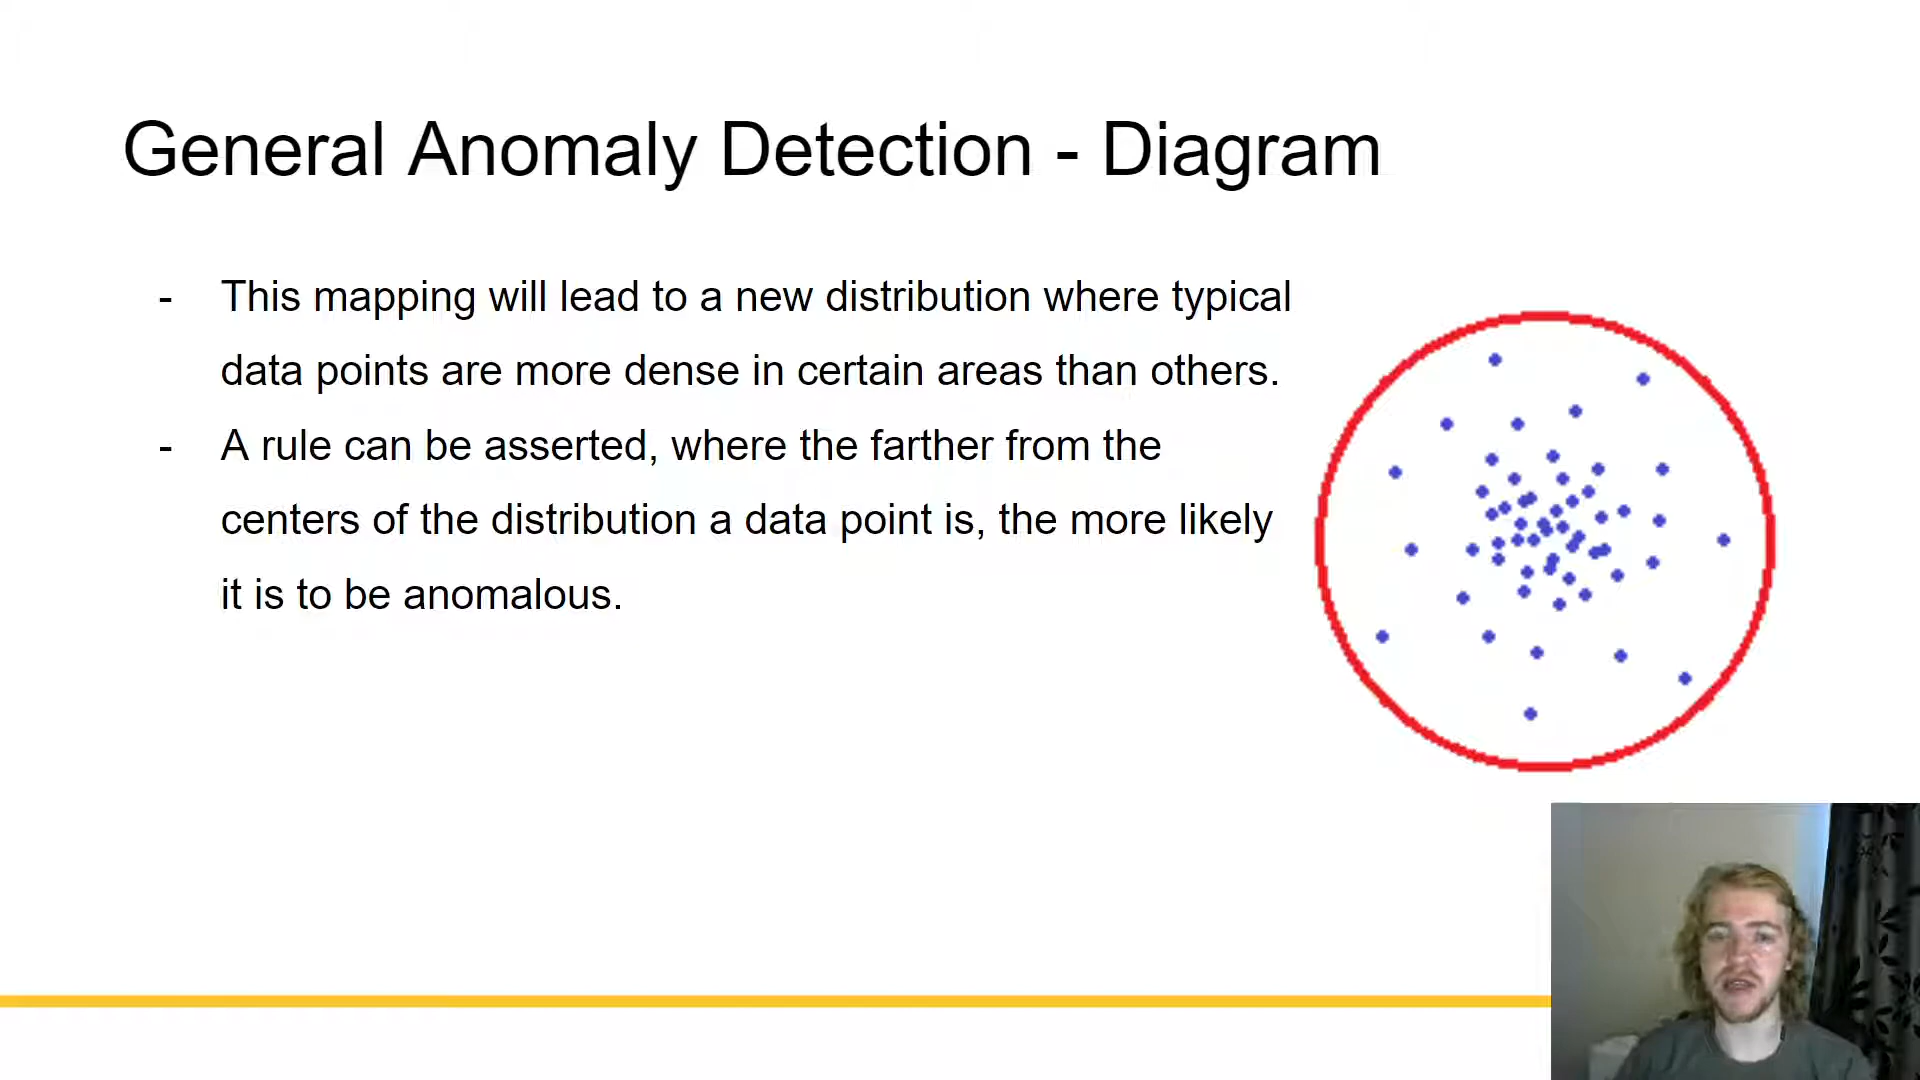 General Anomaly Detection - Diagram
- This mapping will lead to a new distribution where typical
data points are more dense in certain areas than others.
- A rule can be asserted, where the farther from the
centers of the distribution a data point is, the more likely
it is to be anomalous.